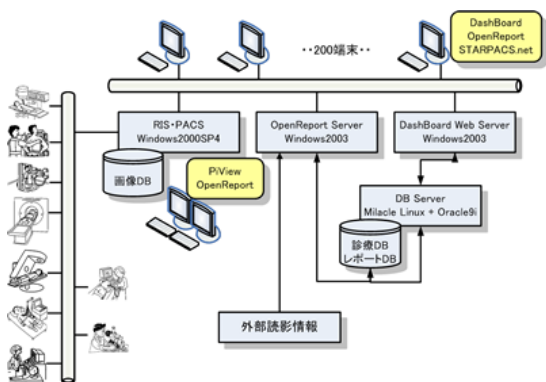 DashBoard
OpenReport
STARPACS.net
‥200端末‥
RIS・PACS
Windows2000SP4
OpenReport Server
Windows2003
DashBoard Web Server
Windows2003
画像DB
PiView
OpenReport
DB Server
Milacle Linux + Oracle9i
診療DB
レポートDB
外部読影情報